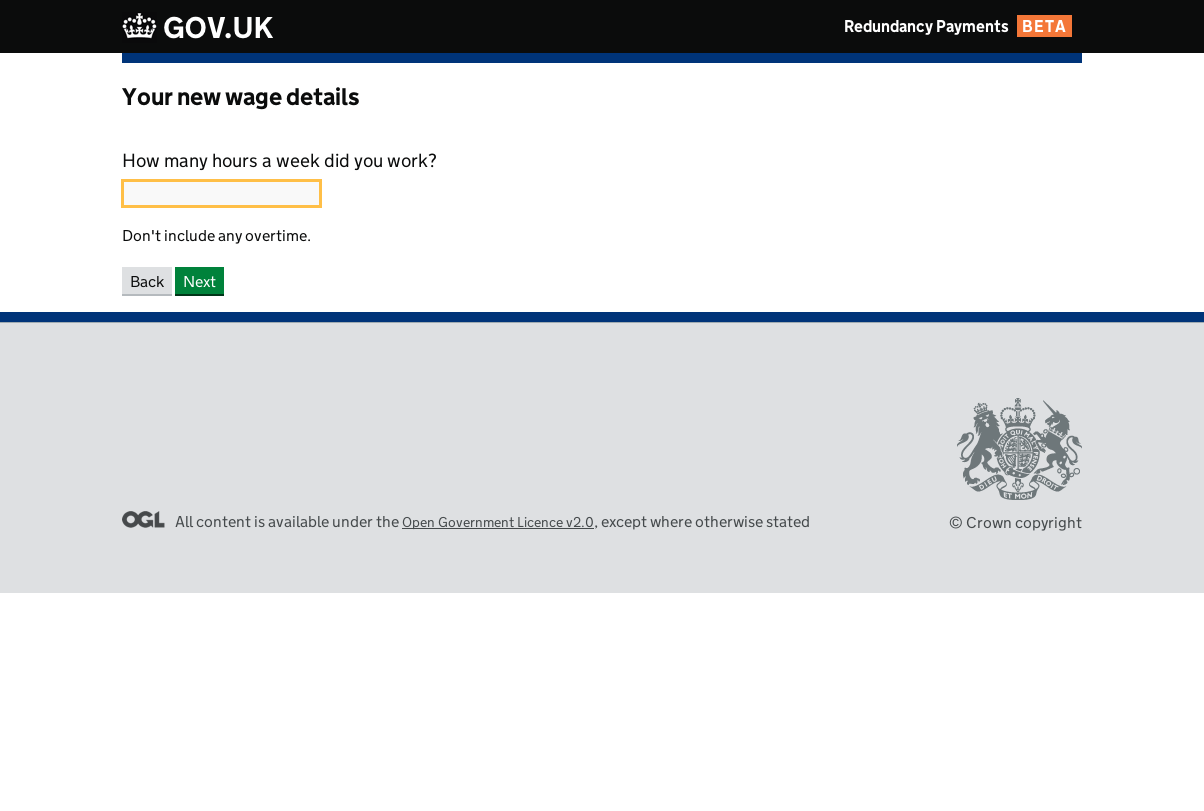 GOV.UK
Redundancy Payments BETA
Your new wage details
How many hours a week did you work?
Don't include any overtime.
Back Next
OGL All content is available under the Open Government Licence v2.0, except where otherwise stated
DIEU ET MON DROIT
© Crown copyright